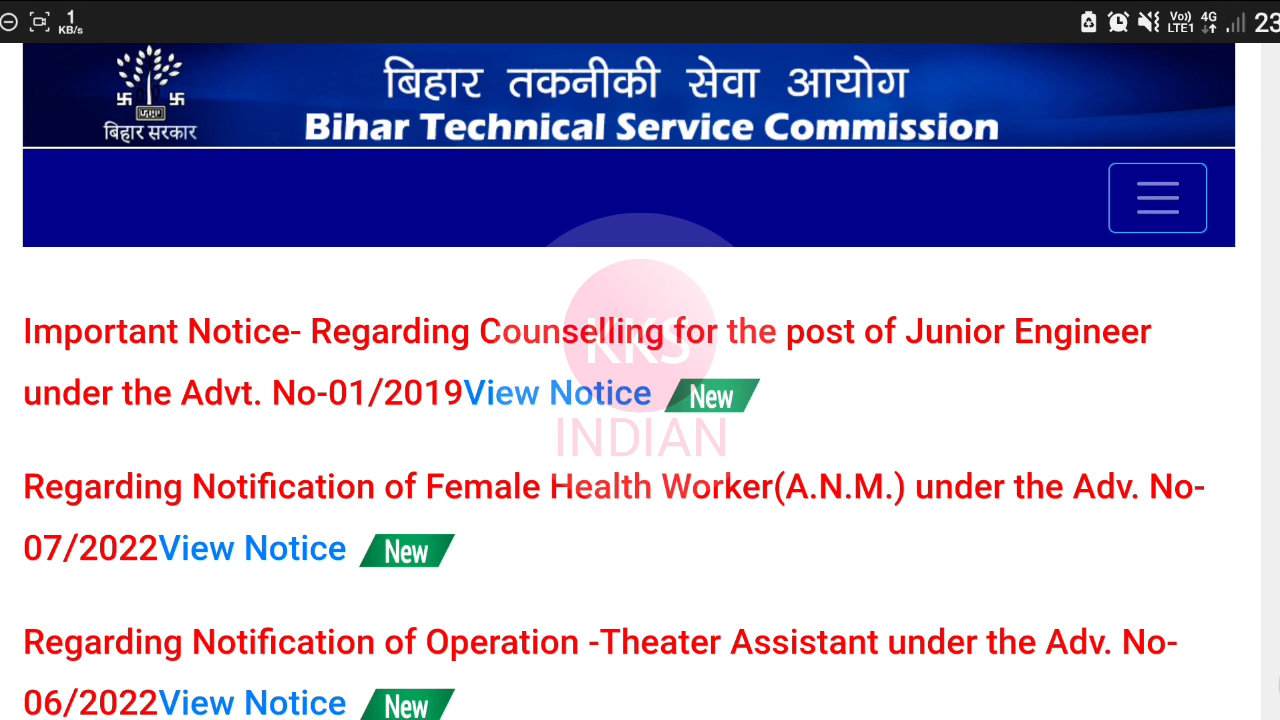 1
KB/s
Vo))
LTE1
4G
23
बिहार सरकार
बिहार तकनीकी सेवा आयोग
Bihar Technical Service Commission
Important Notice- Regarding Counselling for the post of Junior Engineer
under the Advt. No-01/2019View Notice New
KKS
INDIAN
Regarding Notification of Female Health Worker(A.N.M.) under the Adv. No-
07/2022View Notice New
Regarding Notification of Operation -Theater Assistant under the Adv. No-
06/2022View Notice New